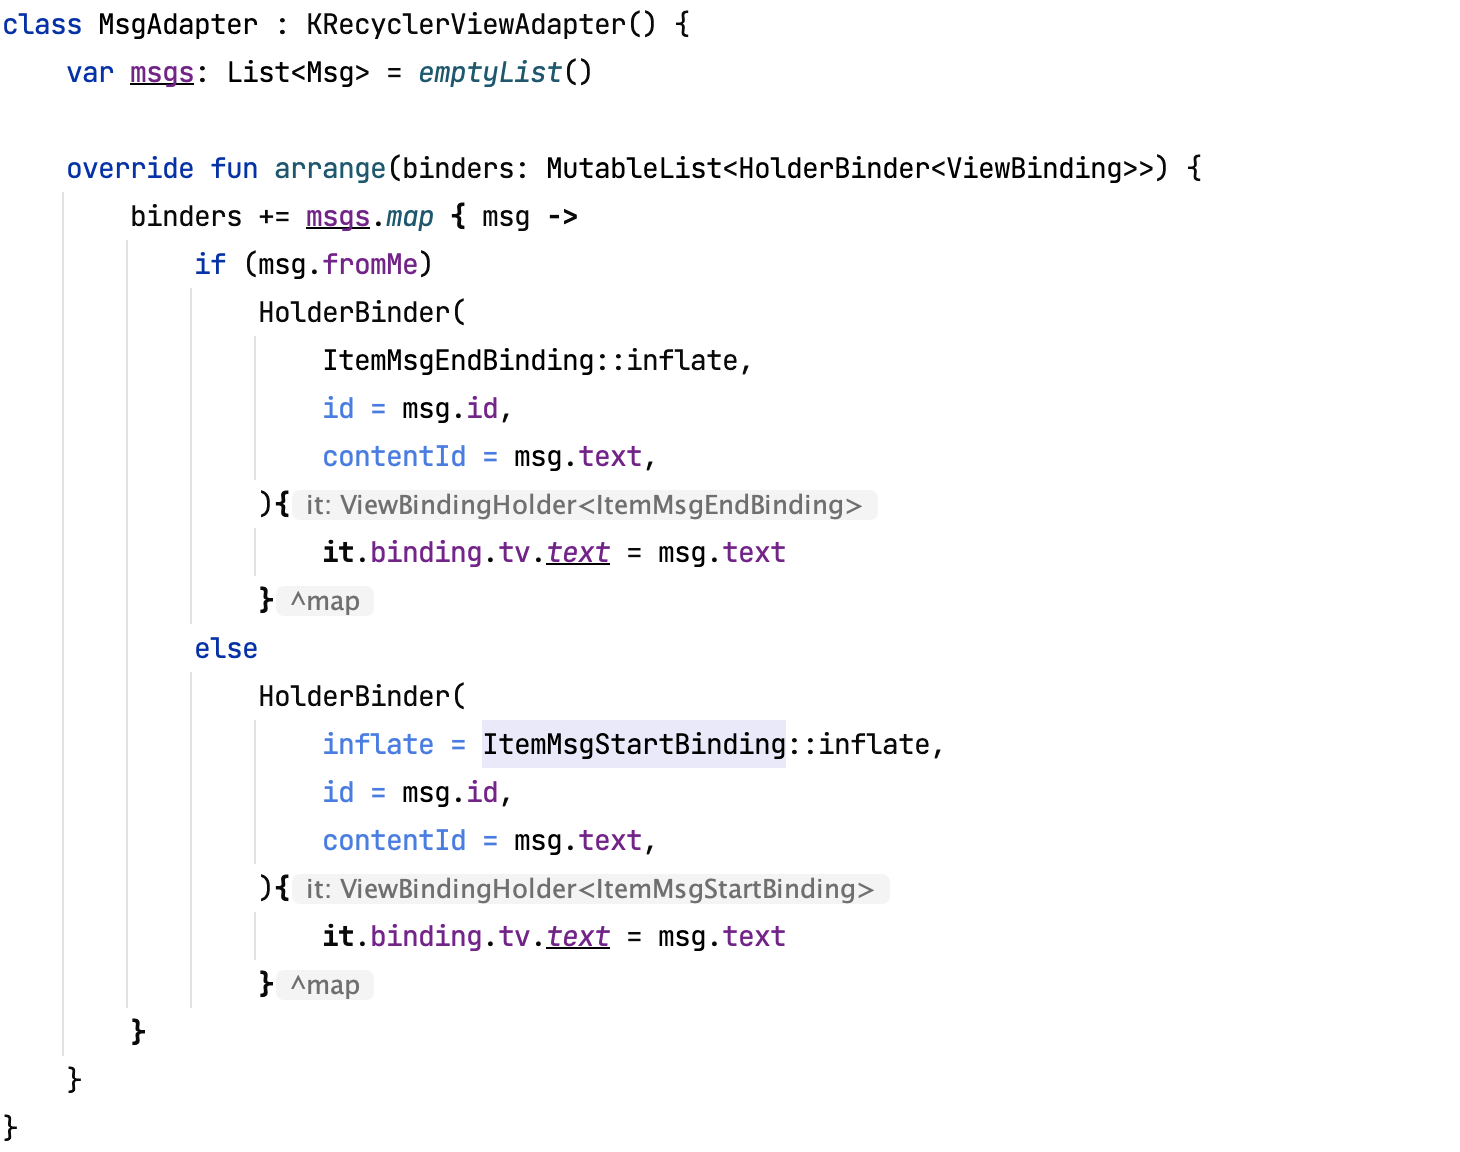 class MsgAdapter : KRecyclerViewAdapter() {
    var msgs: List<Msg> = emptyList()

    override fun arrange(binders: MutableList<HolderBinder<ViewBinding>>) {
        binders += msgs.map { msg ->
            if (msg.fromMe)
                HolderBinder(
                    ItemMsgEndBinding::inflate,
                    id = msg.id,
                    contentId = msg.text,
                ){ it: ViewBindingHolder<ItemMsgEndBinding>
                    it.binding.tv.text = msg.text
                } ^map
            else
                HolderBinder(
                    inflate = ItemMsgStartBinding::inflate,
                    id = msg.id,
                    contentId = msg.text,
                ){ it: ViewBindingHolder<ItemMsgStartBinding>
                    it.binding.tv.text = msg.text
                } ^map
        }
    }
}